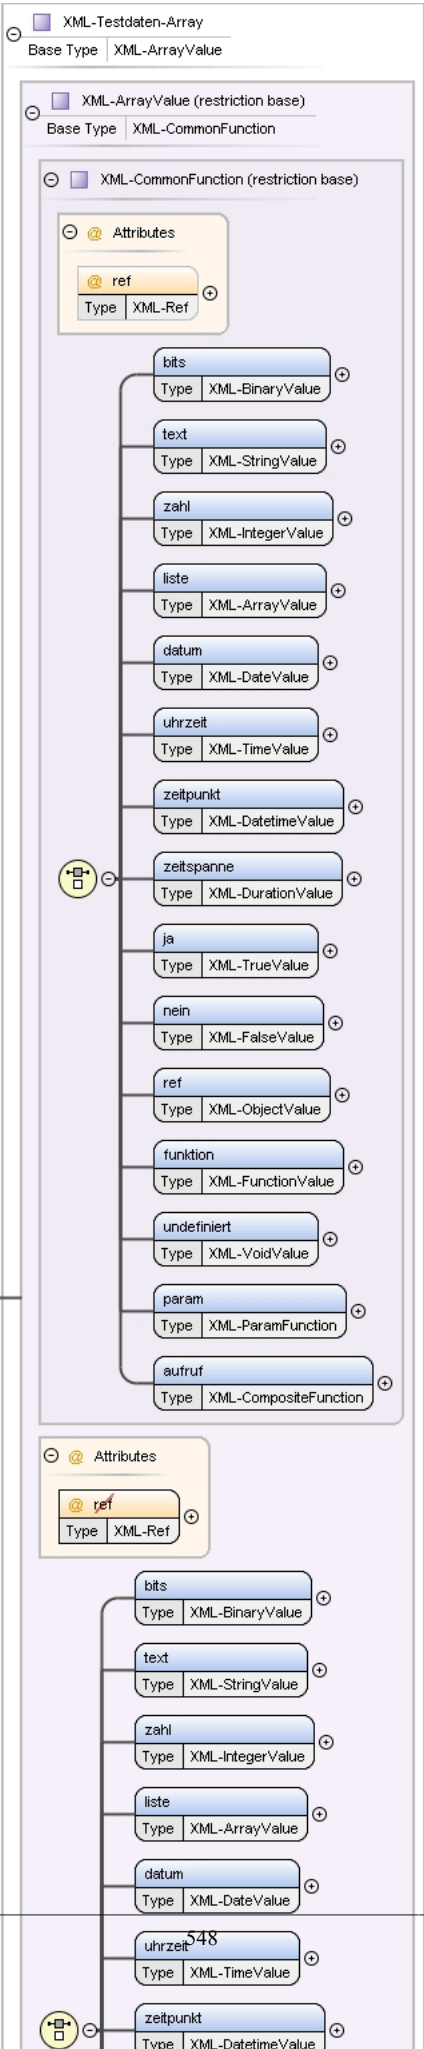 XML-Testdaten-Array
Base Type XML-ArrayValue
XML-ArrayValue (restriction base)
Base Type XML-CommonFunction
XML-CommonFunction (restriction base)
@ Attributes
@ ref
Type XML-Ref
bits
Type XML-BinaryValue
text
Type XML-StringValue
zahl
Type XML-IntegerValue
liste
Type XML-ArrayValue
datum
Type XML-DateValue
uhrzeit
Type XML-TimeValue
zeitpunkt
Type XML-DatetimeValue
zeitspanne
Type XML-DurationValue
ja
Type XML-TrueValue
nein
Type XML-FalseValue
ref
Type XML-ObjectValue
funktion
Type XML-FunctionValue
undefiniert
Type XML-VoidValue
param
Type XML-ParamFunction
aufruf
Type XML-CompositeFunction
@ Attributes
@ ref
Type XML-Ref
bits
Type XML-BinaryValue
text
Type XML-StringValue
zahl
Type XML-IntegerValue
liste
Type XML-ArrayValue
datum
Type XML-DateValue
uhrzeit
548
Type XML-TimeValue
zeitpunkt
Type XML-DatetimeValue